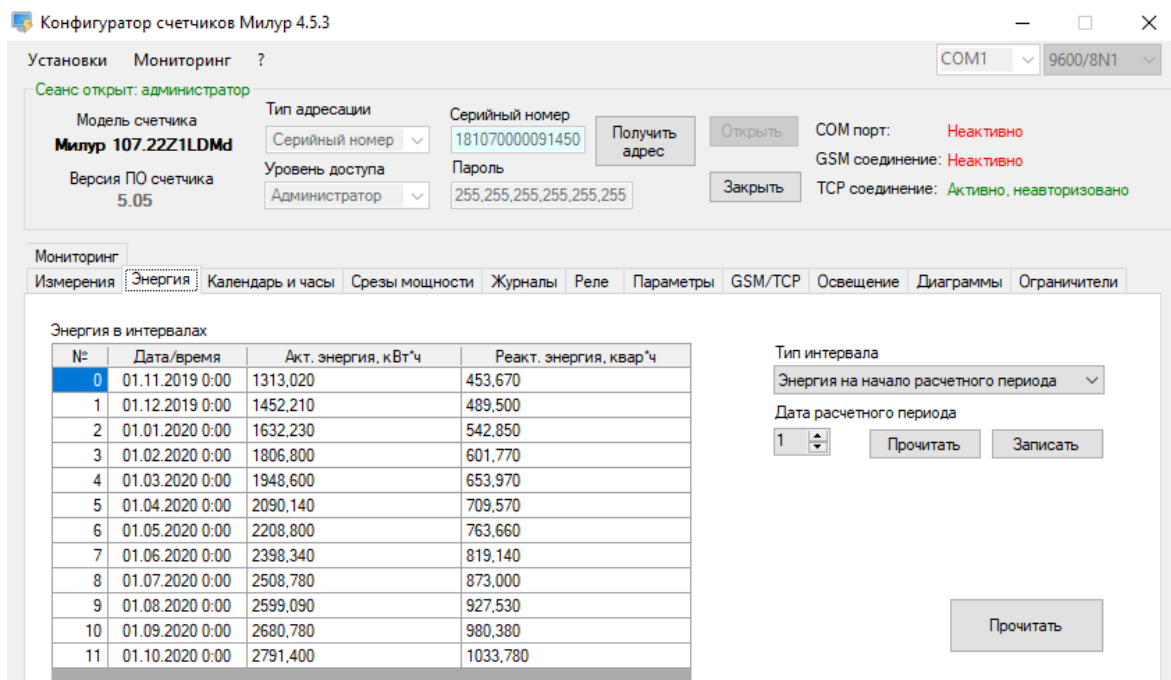 Конфигуратор счетчиков Милур 4.5.3
Установки Мониторинг ? COM1 9600/8N1
Сеанс открыт: администратор
Модель счетчика
Милур 107.22Z1LDMd
Версия ПО счетчика
5.05
Тип адресации
Серийный номер
Уровень доступа
Администратор
Серийный номер
181070000091450
Пароль
255,255,255,255,255,255
Получить
адрес
Открыть
Закрыть
COM порт: Неактивно
GSM соединение: Неактивно
TCP соединение: Активно, неавторизовано
Мониторинг
Измерения Энергия Календарь и часы Срезы мощности Журналы Реле Параметры GSM/TCP Освещение Диаграммы Ограничители
Энергия в интервалах
№ Дата/время Акт. энергия, кВт*ч Реакт. энергия, квар*ч
0 01.11.2019 0:00 1313,020 453,670
1 01.12.2019 0:00 1452,210 489,500
2 01.01.2020 0:00 1632,230 542,850
3 01.02.2020 0:00 1806,800 601,770
4 01.03.2020 0:00 1948,600 653,970
5 01.04.2020 0:00 2090,140 709,570
6 01.05.2020 0:00 2208,800 763,660
7 01.06.2020 0:00 2398,340 819,140
8 01.07.2020 0:00 2508,780 873,000
9 01.08.2020 0:00 2599,090 927,530
10 01.09.2020 0:00 2680,780 980,380
11 01.10.2020 0:00 2791,400 1033,780
Тип интервала
Энергия на начало расчетного периода
Дата расчетного периода
1 Прочитать Записать
Прочитать